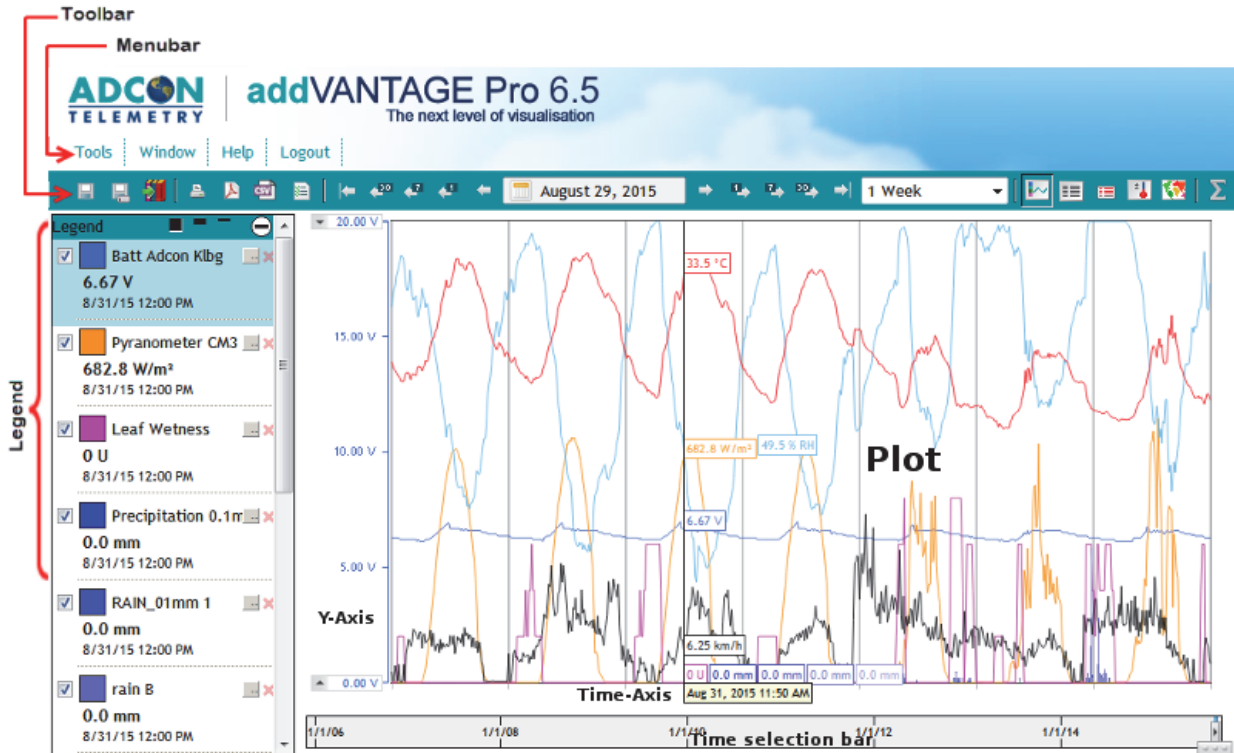 Toolbar
Menubar
ADCON
TELEMETRY
addVANTAGE Pro 6.5
The next level of visualisation
Tools Window Help Logout
30 7 1 August 29, 2015 1 7 30 1 Week Σ
CSV
Legend
Batt Adcon Klbg
6.67 V
8/31/15 12:00 PM
Pyranometer CM3
682.8 W/m²
8/31/15 12:00 PM
Leaf Wetness
0 U
8/31/15 12:00 PM
Precipitation 0.1m
0.0 mm
8/31/15 12:00 PM
RAIN_01mm 1
0.0 mm
8/31/15 12:00 PM
rain B
0.0 mm
8/31/15 12:00 PM
Legend
20.00 V
15.00 V
10.00 V
5.00 V
0.00 V
Y-Axis
33.5 °C
682.8 W/m²
49.5 % RH
Plot
6.67 V
6.25 km/h
0 U 0.0 mm 0.0 mm 0.0 mm 0.0 mm
Time-Axis
Aug 31, 2015 11:50 AM
1/1/06 1/1/08 1/1/10 1/1/12 1/1/14
Time selection bar